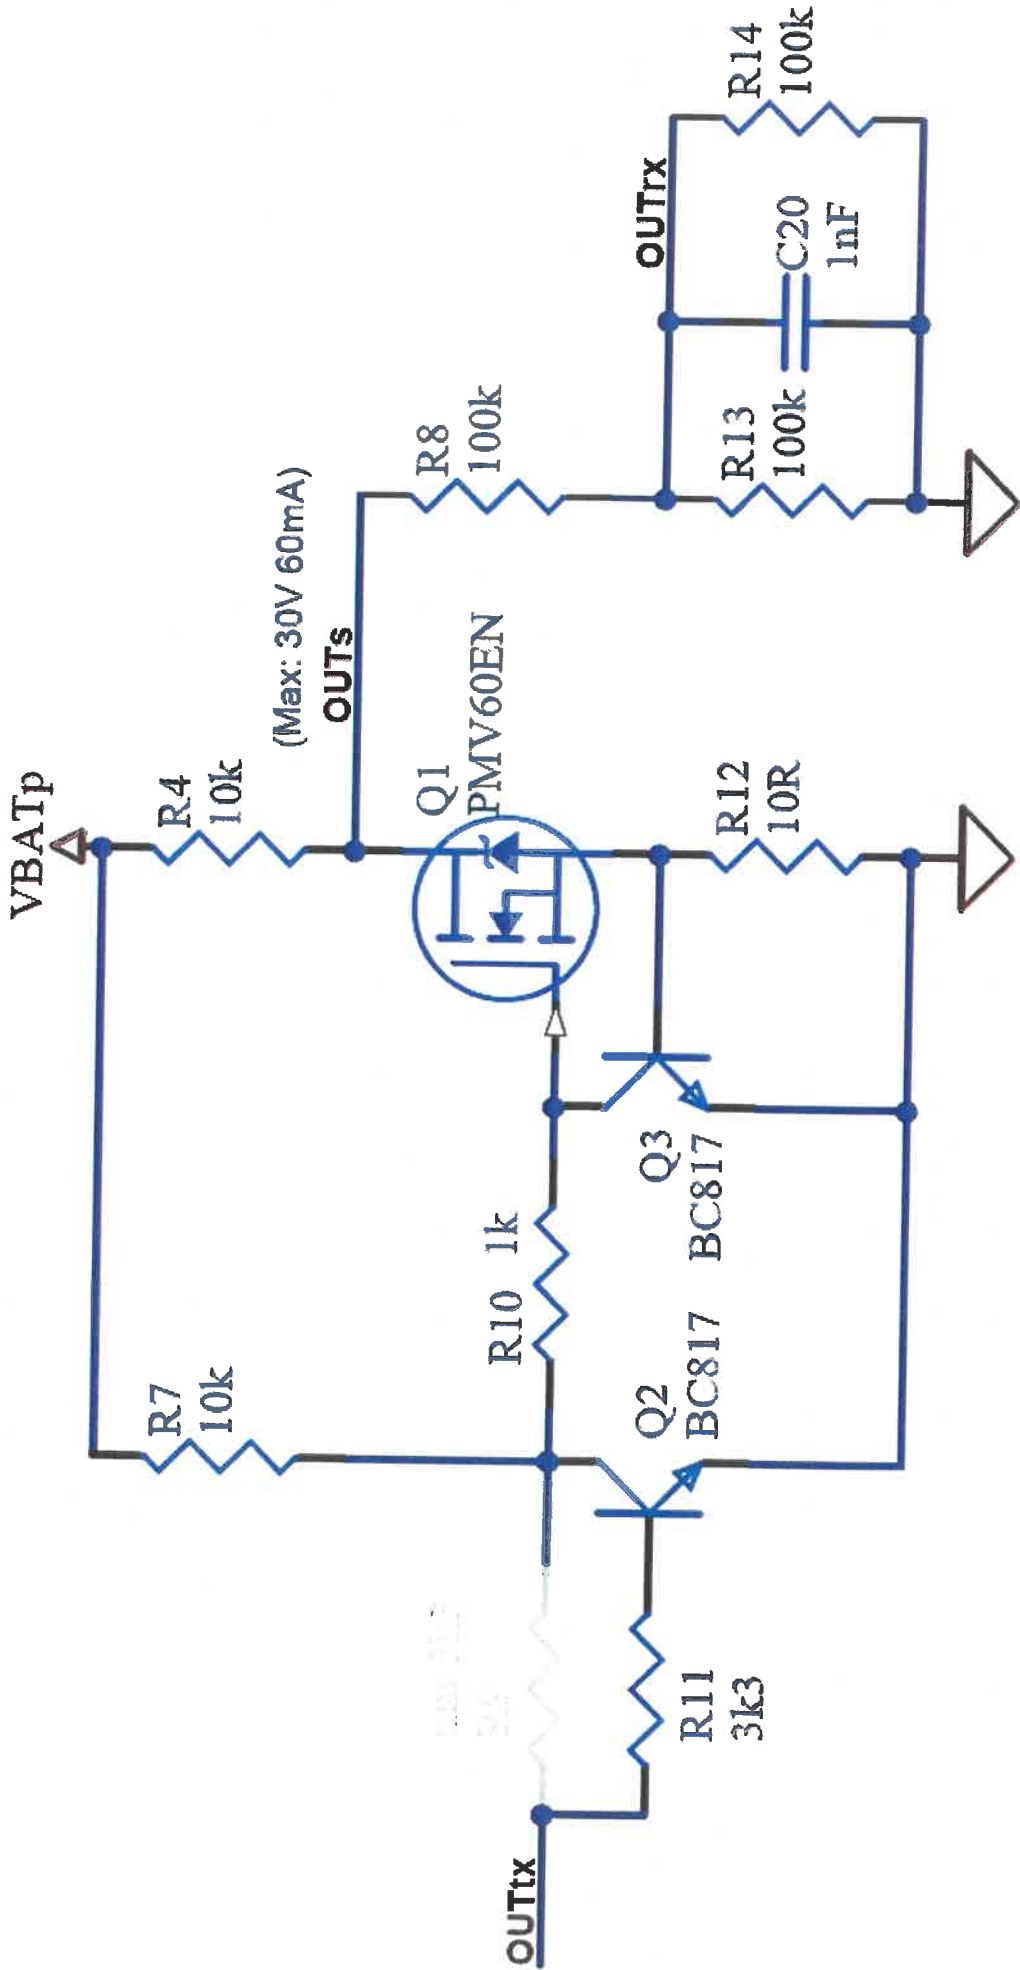 VBATp
R7
10k
R4
10k
(Max: 30V 60mA)
OUTs
R8
100k
OUTtx
R10 1k
Q1
PMV60EN
OUTrx
R11
3k3
Q2
BC817
Q3
BC817
R12
10R
R13
100k
C20
1nF
R14
100k